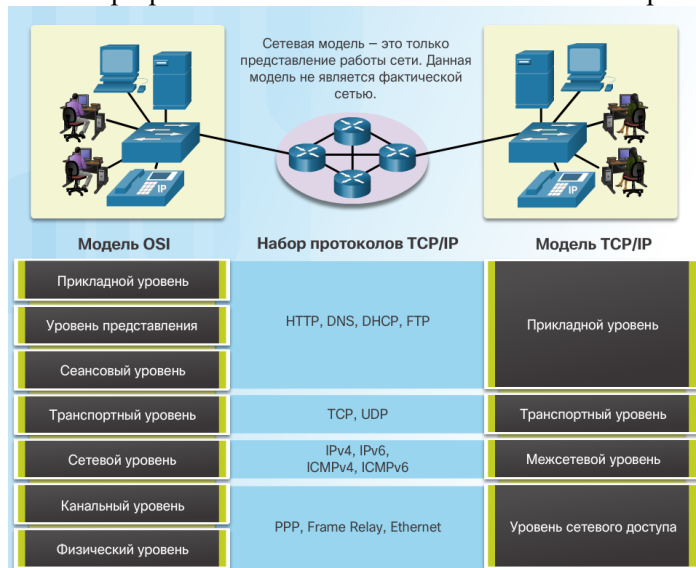 Сетевая модель – это только
представление работы сети. Данная
модель не является фактической
сетью.
IP
IP
Модель OSI
Набор протоколов TCP/IP
Модель TCP/IP
Прикладной уровень
Уровень представления
Сеансовый уровень
HTTP, DNS, DHCP, FTP
Прикладной уровень
Транспортный уровень
TCP, UDP
Транспортный уровень
Сетевой уровень
IPv4, IPv6,
ICMPv4, ICMPv6
Межсетевой уровень
Канальный уровень
Физический уровень
PPP, Frame Relay, Ethernet
Уровень сетевого доступа